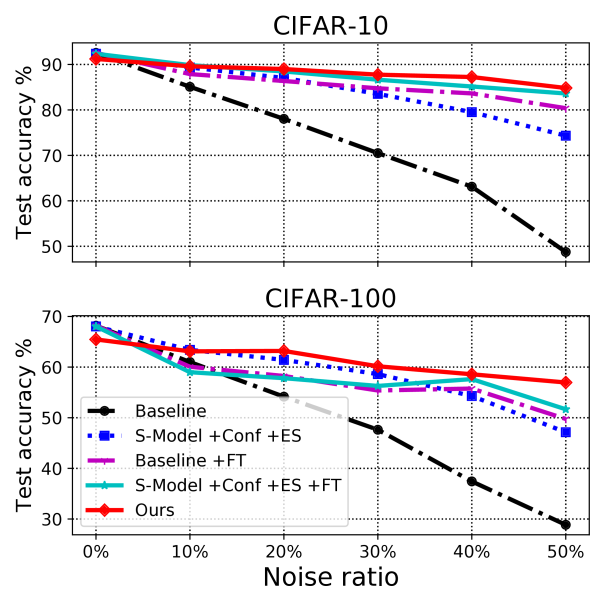 CIFAR-10
Test accuracy %
90
80
70
60
50
CIFAR-100
Test accuracy %
70
60
50
40
30
Baseline
S-Model +Conf +ES
Baseline +FT
S-Model +Conf +ES +FT
Ours
0% 10% 20% 30% 40% 50%
Noise ratio